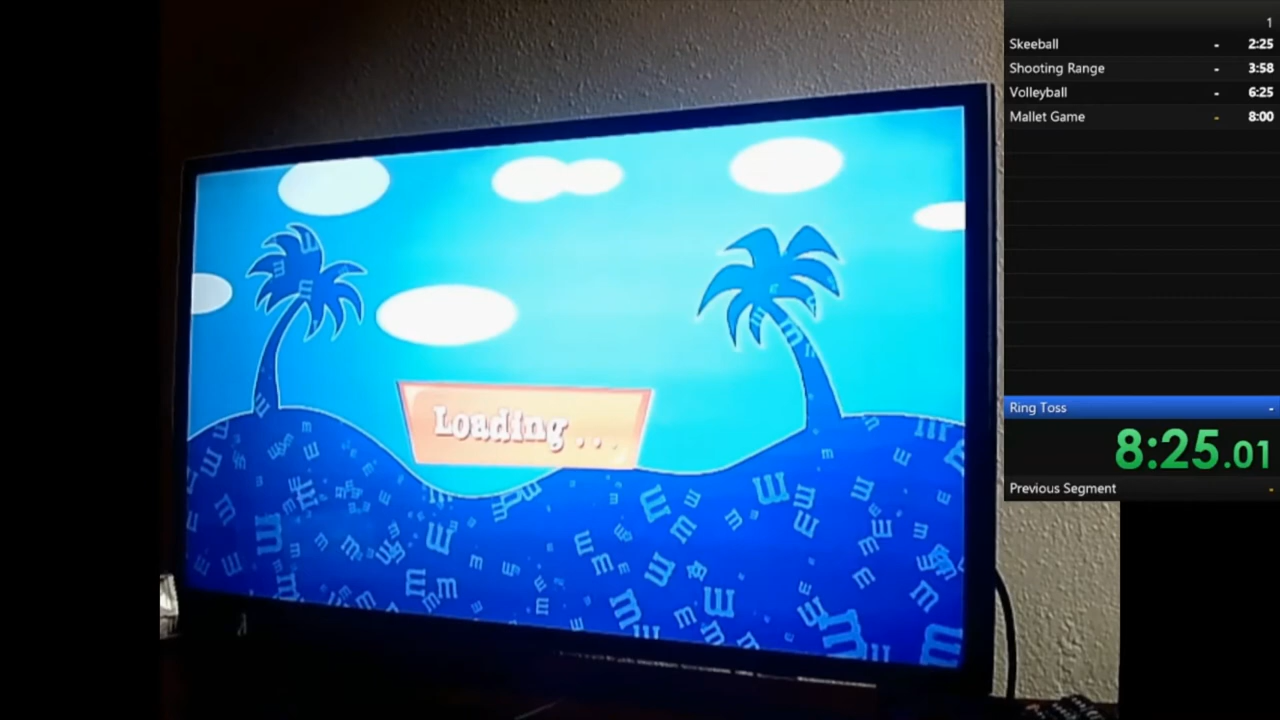 1
Skeeball - 2:25
Shooting Range - 3:58
Volleyball - 6:25
Mallet Game - 8:00
Loading...
Ring Toss -
8:25.01
Previous Segment -